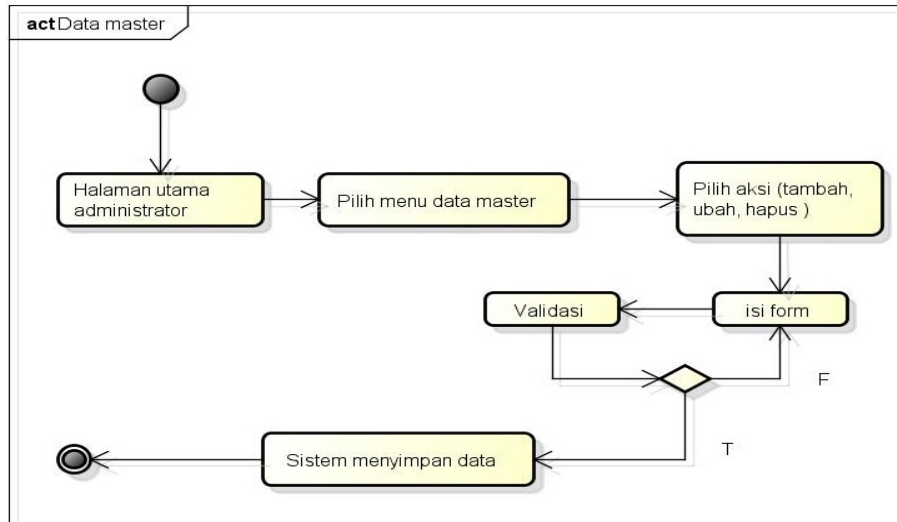 act Data master
Halaman utama
administrator
Pilih menu data master
Pilih aksi (tambah,
ubah, hapus )
Validasi
isi form
F
T
Sistem menyimpan data